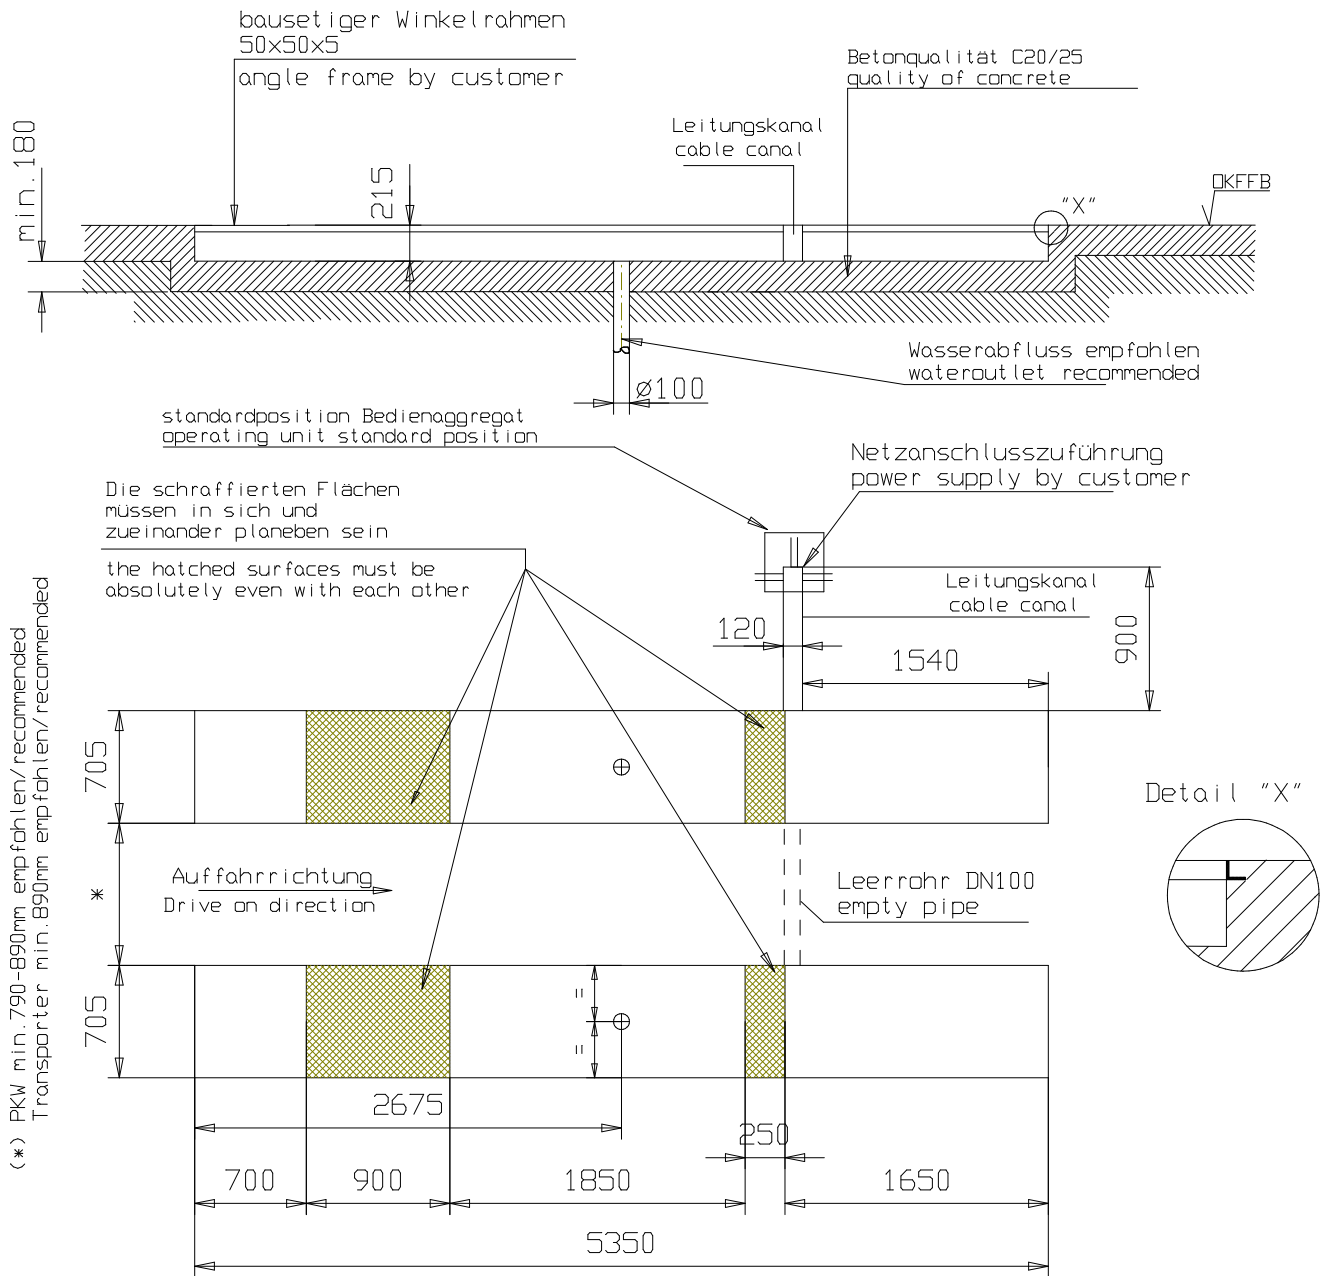 bausetiger Winkelrahmen
50x50x5
angle frame by customer
Betonqualität C20/25
quality of concrete
Leitungskanal
cable canal
min.180
215
OKFFB
"X"
Wasserabfluss empfohlen
wateroutlet recommended
ø100
standardposition Bedienaggregat
operating unit standard position
Netzanschlusszuführung
power supply by customer
Die schraffierten Flächen
müssen in sich und
zueinander planeben sein
the hatched surfaces must be
absolutely even with each other
Leitungskanal
cable canal
120
1540
900
705
*
705
Auffahrrichtung
Drive on direction
Leerrohr DN100
empty pipe
Detail "X"
=
=
2675
250
700
900
1850
1650
5350
(*) PKW min.790-890mm empfohlen/recommended
Transporter min.890mm empfohlen/recommended